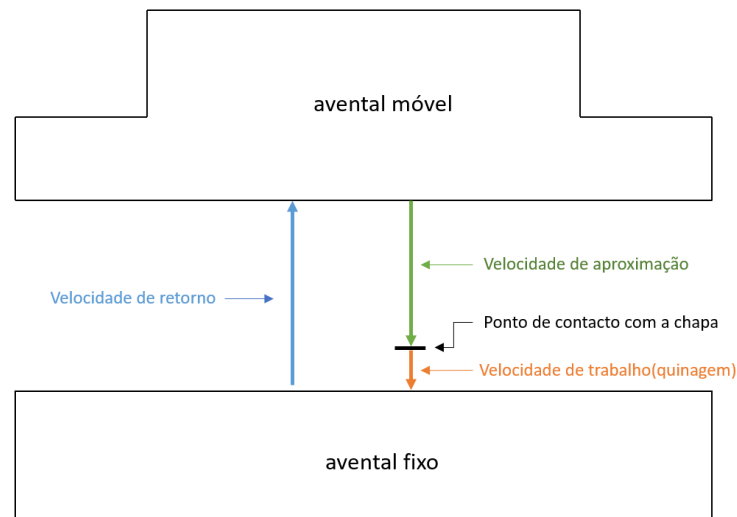 avental móvel
Velocidade de aproximação
Velocidade de retorno
Ponto de contacto com a chapa
Velocidade de trabalho(quinagem)
avental fixo